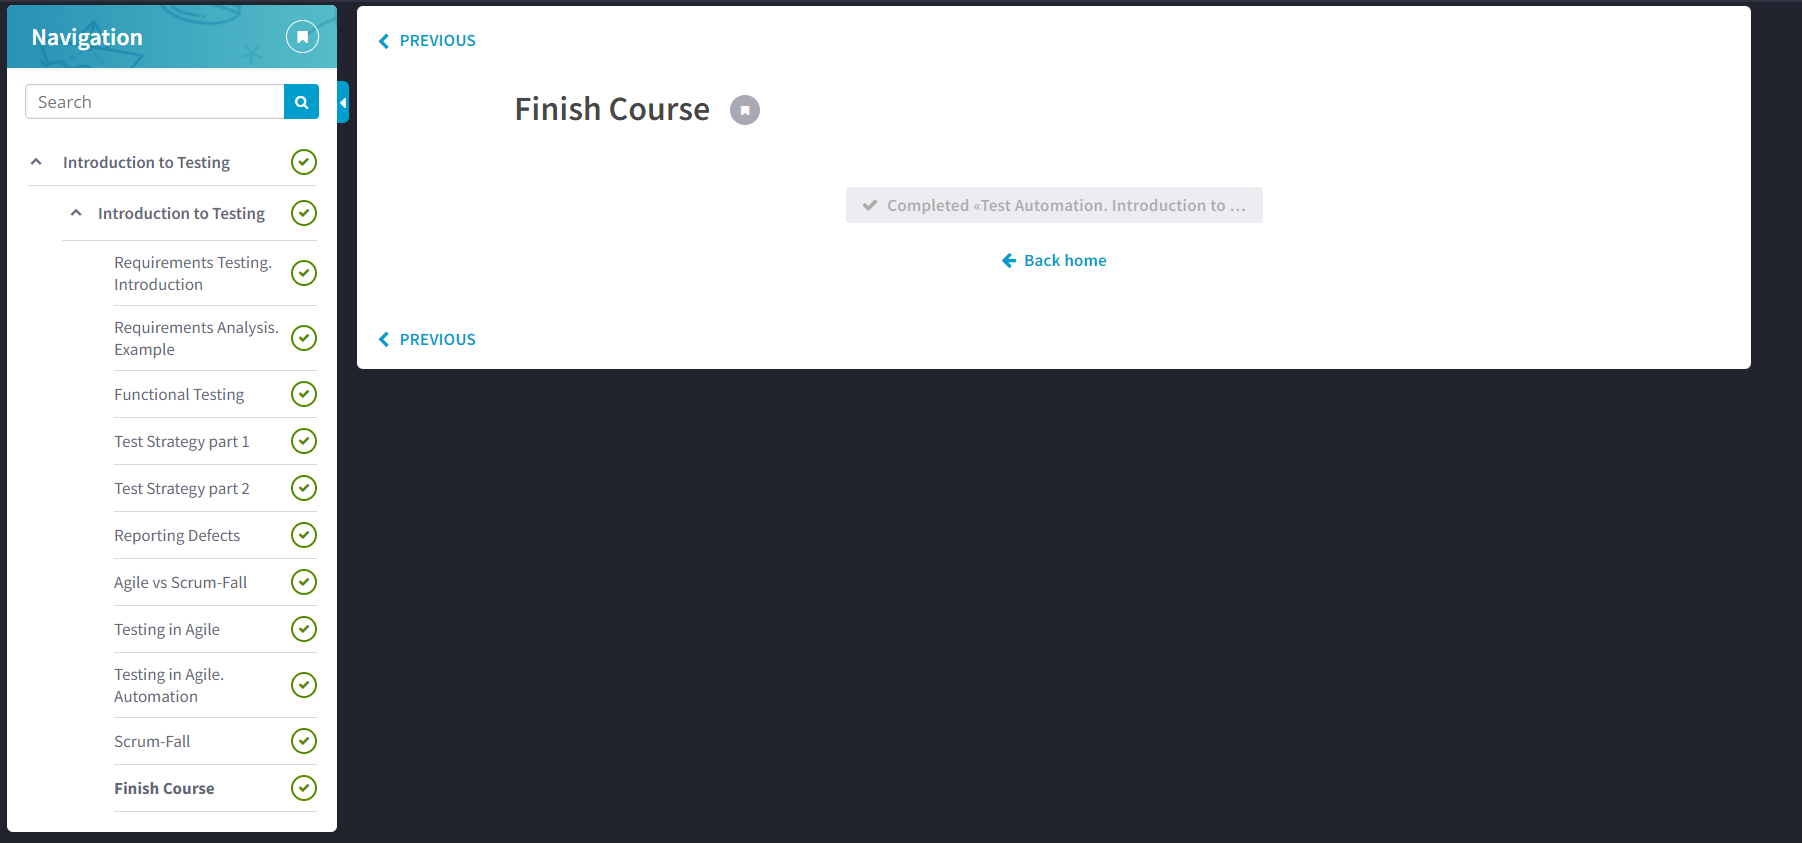 Navigation
Search
Introduction to Testing
Introduction to Testing
Requirements Testing.
Introduction
Requirements Analysis.
Example
Functional Testing
Test Strategy part 1
Test Strategy part 2
Reporting Defects
Agile vs Scrum-Fall
Testing in Agile
Testing in Agile.
Automation
Scrum-Fall
Finish Course
PREVIOUS
Finish Course
Completed «Test Automation. Introduction to ...
Back home
PREVIOUS